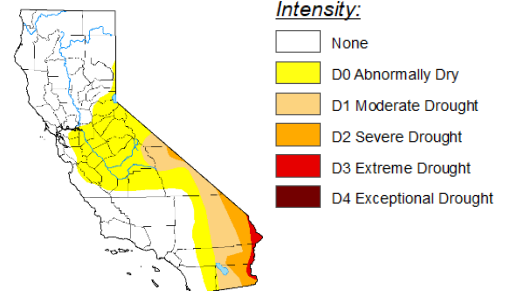 Intensity:
None
D0 Abnormally Dry
D1 Moderate Drought
D2 Severe Drought
D3 Extreme Drought
D4 Exceptional Drought